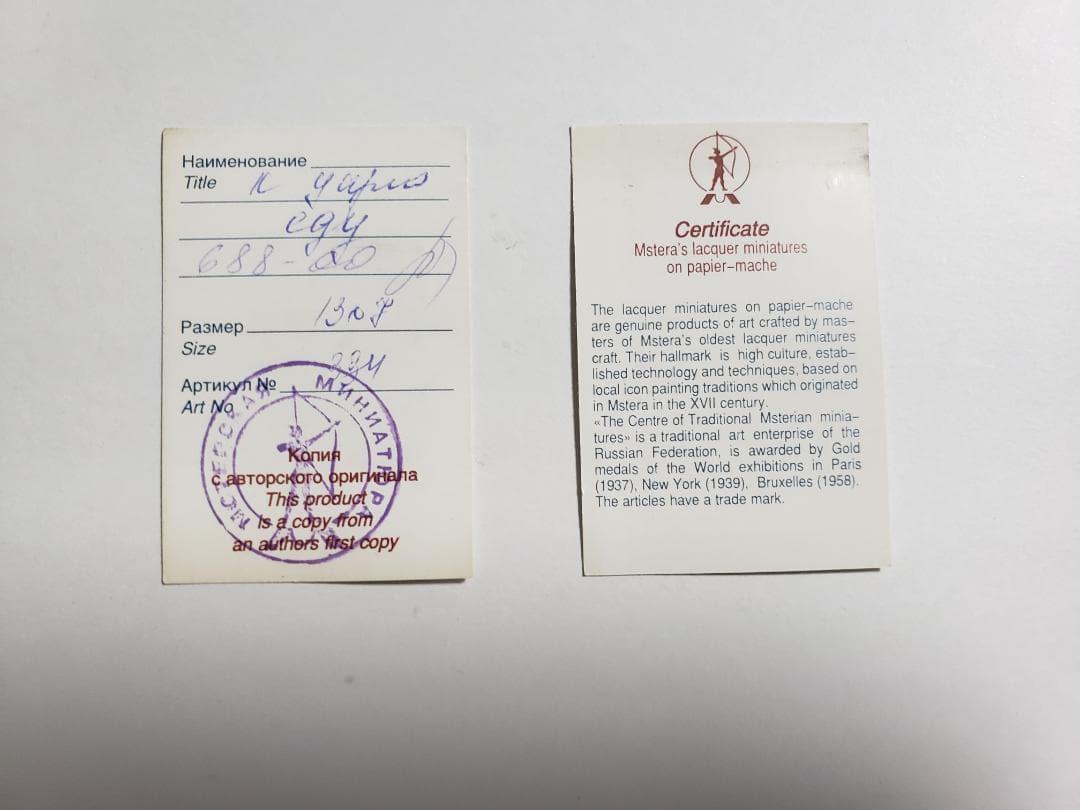 Наименование
Title к царю
еду
688-00
13х7
Размер
Size
Артикул №
Art No
МСТЕРСКАЯ МИНИАТЮРА
Копия
с авторского оригинала
This product
is a copy from
an authors first copy
Certificate
Mstera's lacquer miniatures
on papier-mache
The lacquer miniatures on papier-mache
are genuine products of art crafted by mas-
ters of Mstera's oldest lacquer miniatures
craft. Their hallmark is high culture, estab-
lished technology and techniques, based on
local icon painting traditions which originated
in Mstera in the XVII century.
«The Centre of Traditional Msterian minia-
tures» is a traditional art enterprise of the
Russian Federation, is awarded by Gold
medals of the World exhibitions in Paris
(1937), New York (1939), Bruxelles (1958).
The articles have a trade mark.